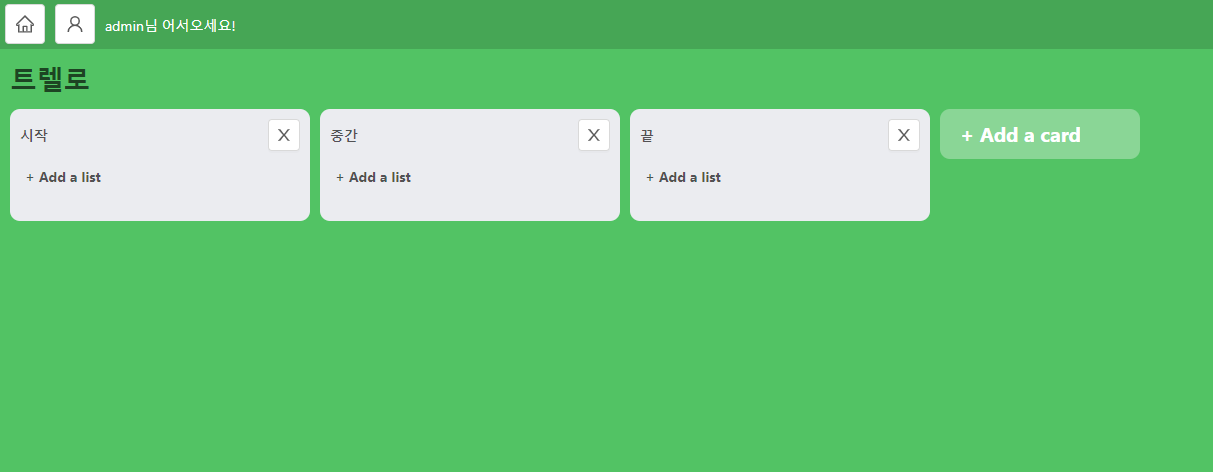 admin님 어서오세요!
트렐로
시작 X
중간 X
끝 X
+ Add a card
+ Add a list
+ Add a list
+ Add a list